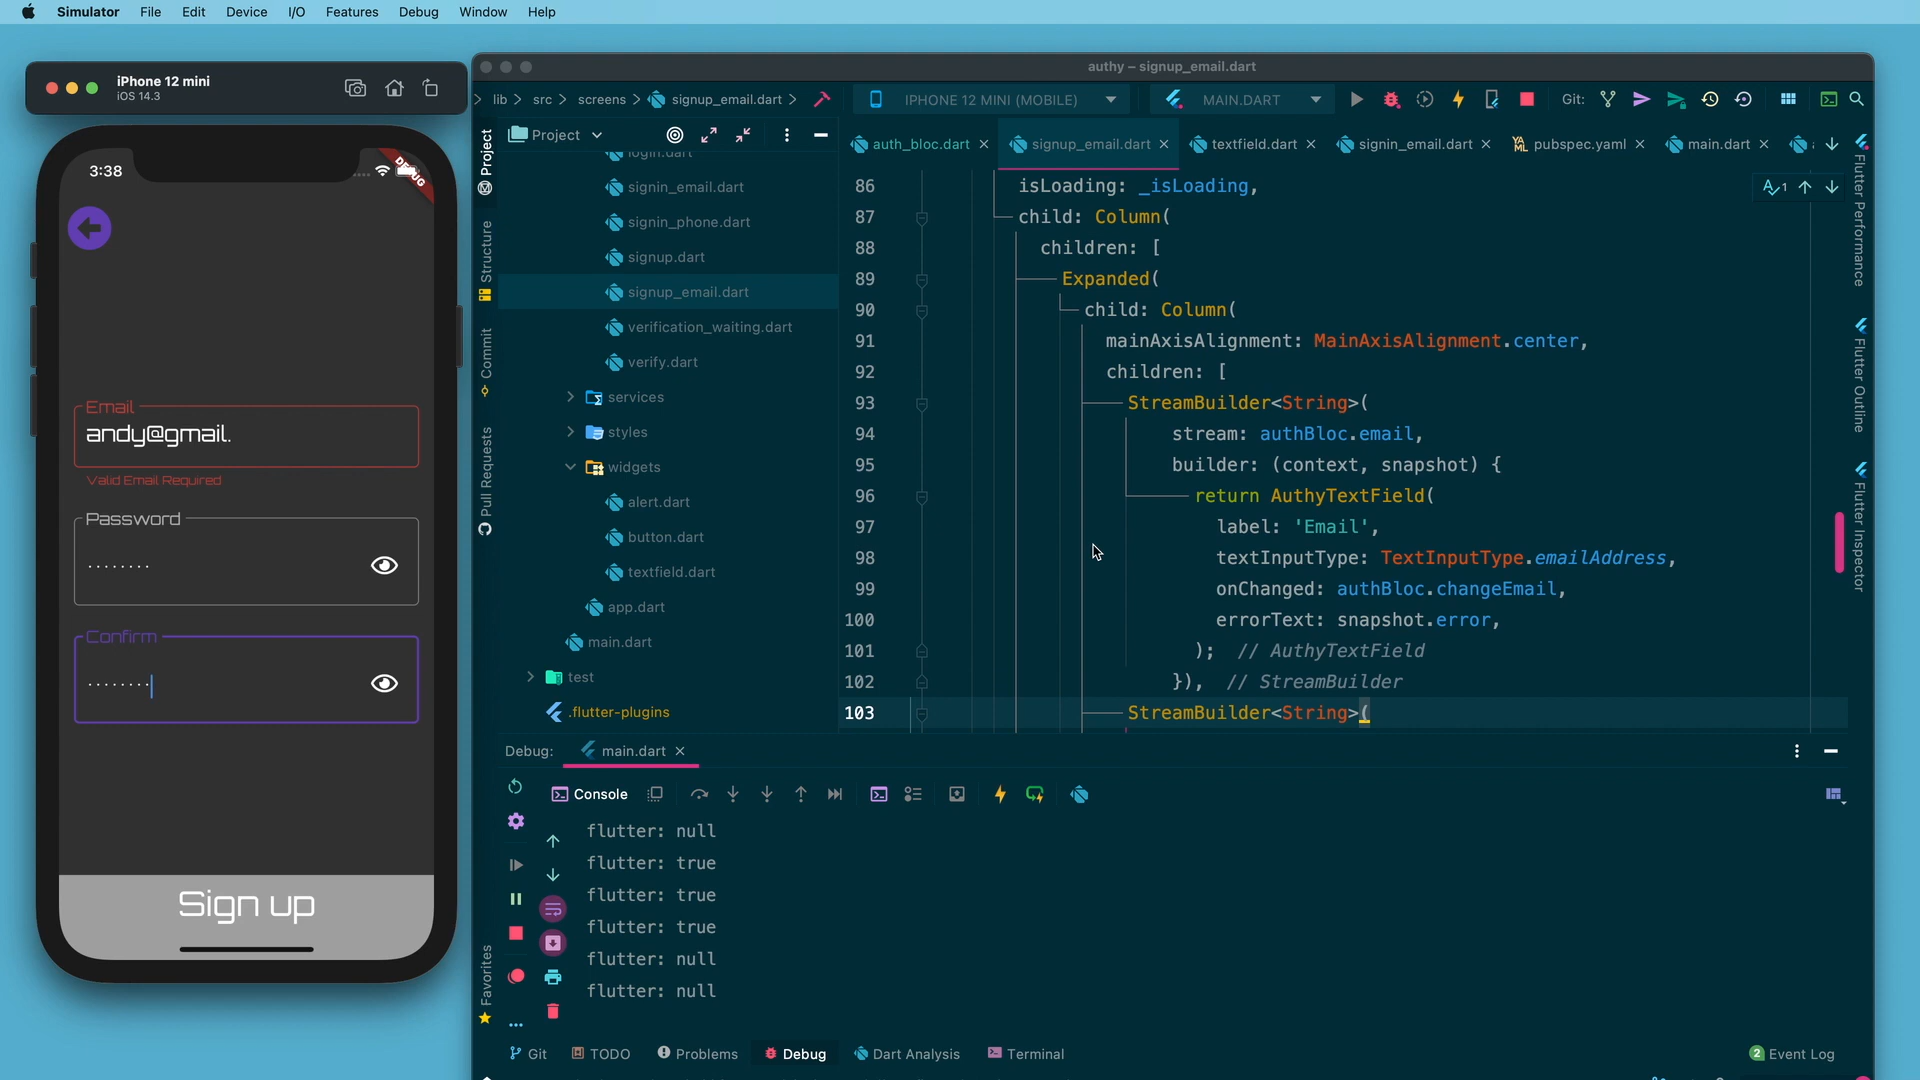 Simulator File Edit Device I/O Features Debug Window Help
iPhone 12 mini
iOS 14.3
authy – signup_email.dart
lib > src > screens > signup_email.dart >
IPHONE 12 MINI (MOBILE)
MAIN.DART
Git:
Project
auth_bloc.dart
signup_email.dart
textfield.dart
signin_email.dart
pubspec.yaml
main.dart
3:38
DEBUG
Email
andy@gmail.
Valid Email Required
Password
········
Confirm
········
Sign up
Project
Structure
Commit
Pull Requests
Favorites
login.dart
signin_email.dart
signin_phone.dart
signup.dart
signup_email.dart
verification_waiting.dart
verify.dart
services
styles
widgets
alert.dart
button.dart
textfield.dart
app.dart
main.dart
test
.flutter-plugins
1
86 isLoading: _isLoading,
87 child: Column(
88 children: [
89 Expanded(
90 child: Column(
91 mainAxisAlignment: MainAxisAlignment.center,
92 children: [
93 StreamBuilder<String>(
94 stream: authBloc.email,
95 builder: (context, snapshot) {
96 return AuthyTextField(
97 label: 'Email',
98 textInputType: TextInputType.emailAddress,
99 onChanged: authBloc.changeEmail,
100 errorText: snapshot.error,
101 ); // AuthyTextField
102 }), // StreamBuilder
103 StreamBuilder<String>(
Flutter Performance
Flutter Outline
Flutter Inspector
Debug: main.dart
Console
flutter: null
flutter: true
flutter: true
flutter: true
flutter: null
flutter: null
Git TODO Problems Debug Dart Analysis Terminal
2 Event Log